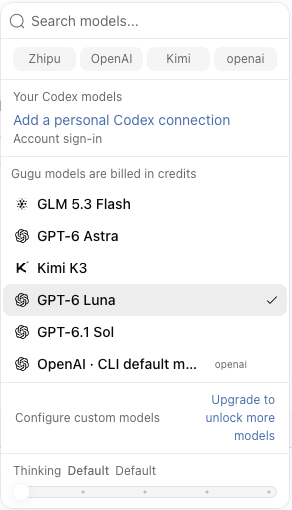 Search models...
Zhipu OpenAI Kimi openai
Your Codex models
Add a personal Codex connection
Account sign-in
Gugu models are billed in credits
GLM 5.3 Flash
GPT-6 Astra
Kimi K3
GPT-6 Luna
GPT-6.1 Sol
OpenAI · CLI default m... openai
Configure custom models
Upgrade to
unlock more
models
Thinking Default Default